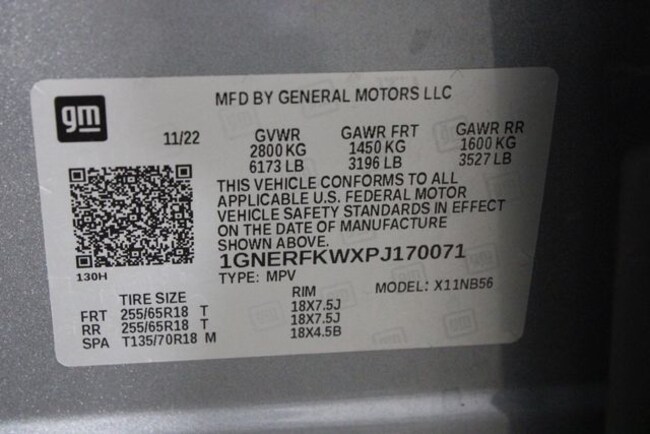 gm
MFD BY GENERAL MOTORS LLC
11/22 GVWR GAWR FRT GAWR RR
2800 KG 1450 KG 1600 KG
6173 LB 3196 LB 3527 LB
THIS VEHICLE CONFORMS TO ALL
APPLICABLE U.S. FEDERAL MOTOR
VEHICLE SAFETY STANDARDS IN EFFECT
ON THE DATE OF MANUFACTURE
SHOWN ABOVE.
1GNERFKWXPJ170071
130H
TYPE: MPV MODEL: X11NB56
TIRE SIZE RIM
FRT 255/65R18 T 18X7.5J
RR 255/65R18 T 18X7.5J
SPA T135/70R18 M 18X4.5B